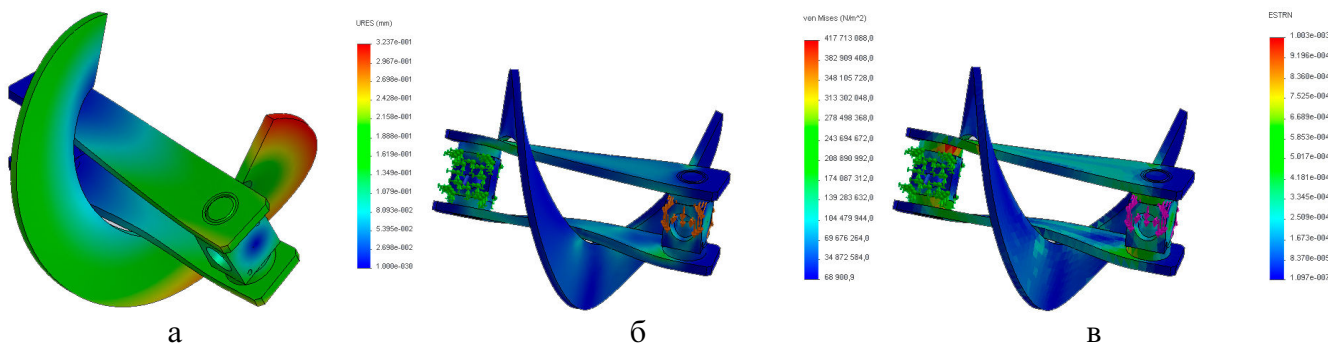 URES (mm)
3.237e-001
2.967e-001
2.698e-001
2.428e-001
2.158e-001
1.888e-001
1.619e-001
1.349e-001
1.079e-001
8.093e-002
5.395e-002
2.698e-002
1.000e-030
von Mises (N/m^2)
417 713 088,0
382 909 408,0
348 105 728,0
313 302 048,0
278 498 368,0
243 694 672,0
208 890 992,0
174 087 312,0
139 283 632,0
104 479 944,0
69 676 264,0
34 872 584,0
68 900,9
ESTRN
1.003e-003
9.196e-004
8.360e-004
7.525e-004
6.689e-004
5.853e-004
5.017e-004
4.181e-004
3.345e-004
2.509e-004
1.673e-004
8.370e-005
1.097e-007
а
б
в